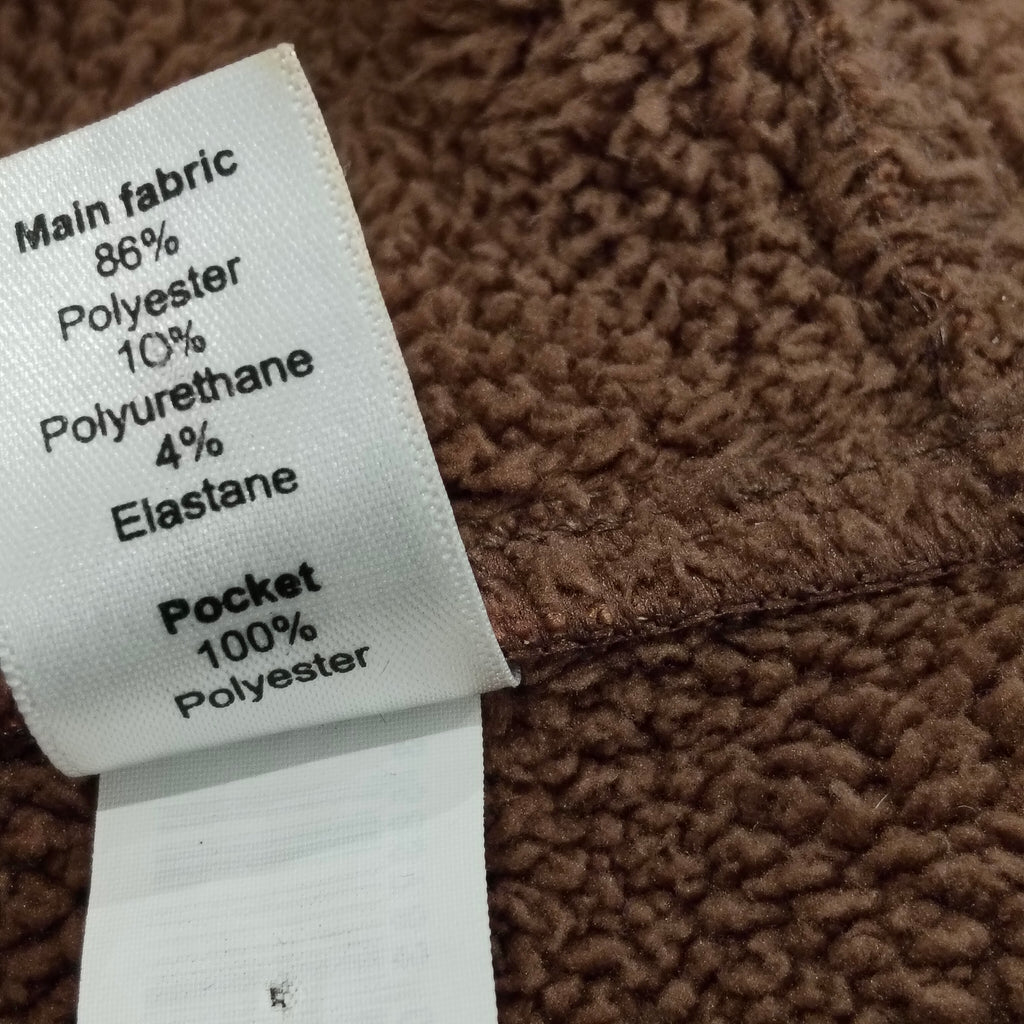 Main fabric
86%
Polyester
10%
Polyurethane
4%
Elastane
Pocket
100%
Polyester